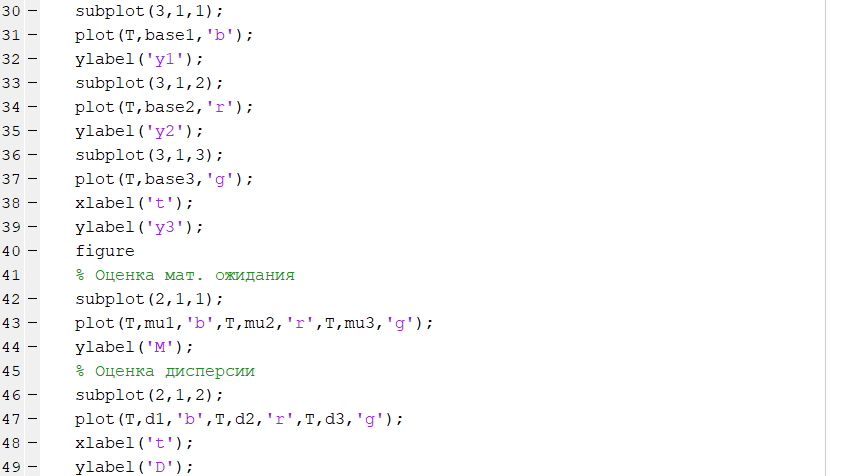 30 – subplot(3,1,1);
31 – plot(T,base1,'b');
32 – ylabel('y1');
33 – subplot(3,1,2);
34 – plot(T,base2,'r');
35 – ylabel('y2');
36 – subplot(3,1,3);
37 – plot(T,base3,'g');
38 – xlabel('t');
39 – ylabel('y3');
40 – figure
41 % Оценка мат. ожидания
42 – subplot(2,1,1);
43 – plot(T,mu1,'b',T,mu2,'r',T,mu3,'g');
44 – ylabel('M');
45 % Оценка дисперсии
46 – subplot(2,1,2);
47 – plot(T,d1,'b',T,d2,'r',T,d3,'g');
48 – xlabel('t');
49 – ylabel('D');